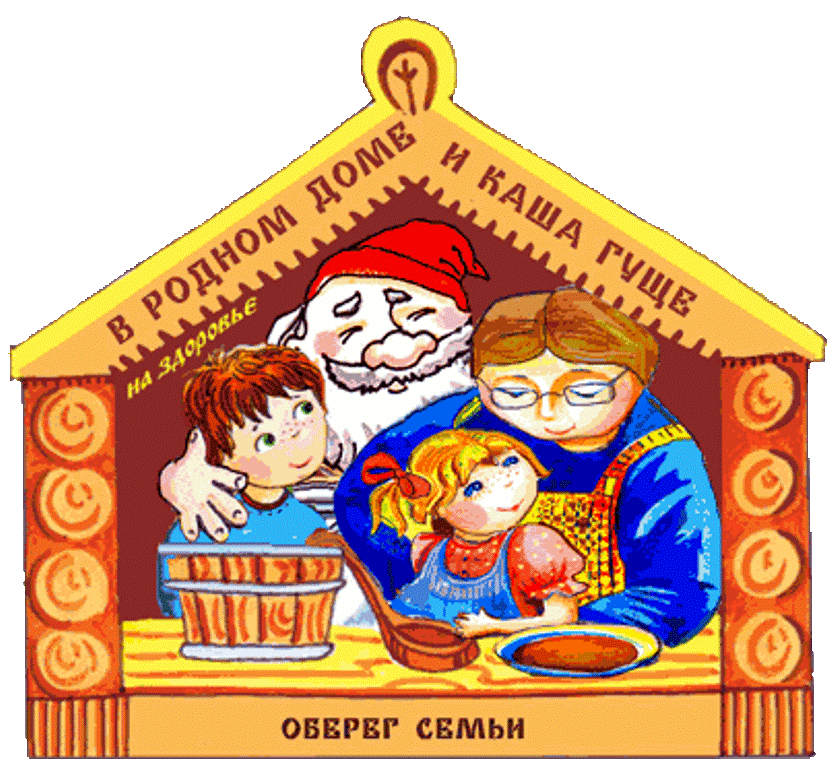 В РОДНОМ ДОМЕ
И КАША ГУЩЕ
на здоровье
ОБЕРЕГ СЕМЬИ